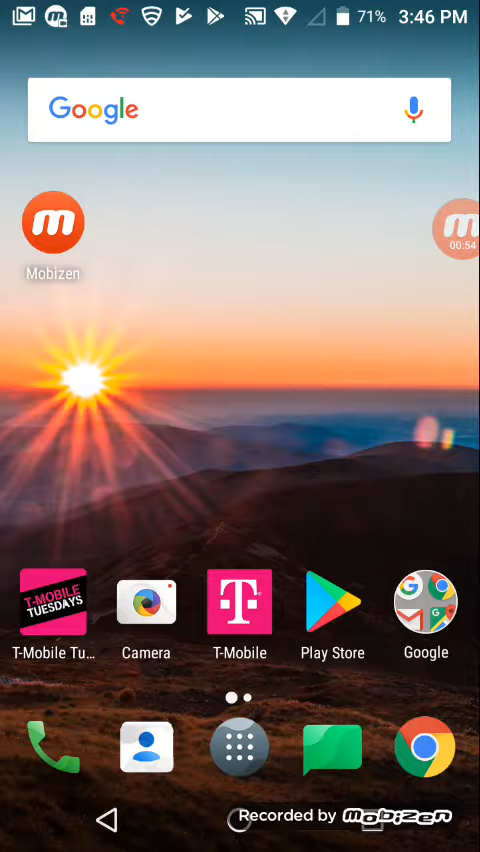 71% 3:46 PM
Google
m
00:54
Mobizen
T-MOBILE
TUESDAYS
T
G
T-Mobile Tu...
Camera
T-Mobile
Play Store
Google
Recorded by Mobizen